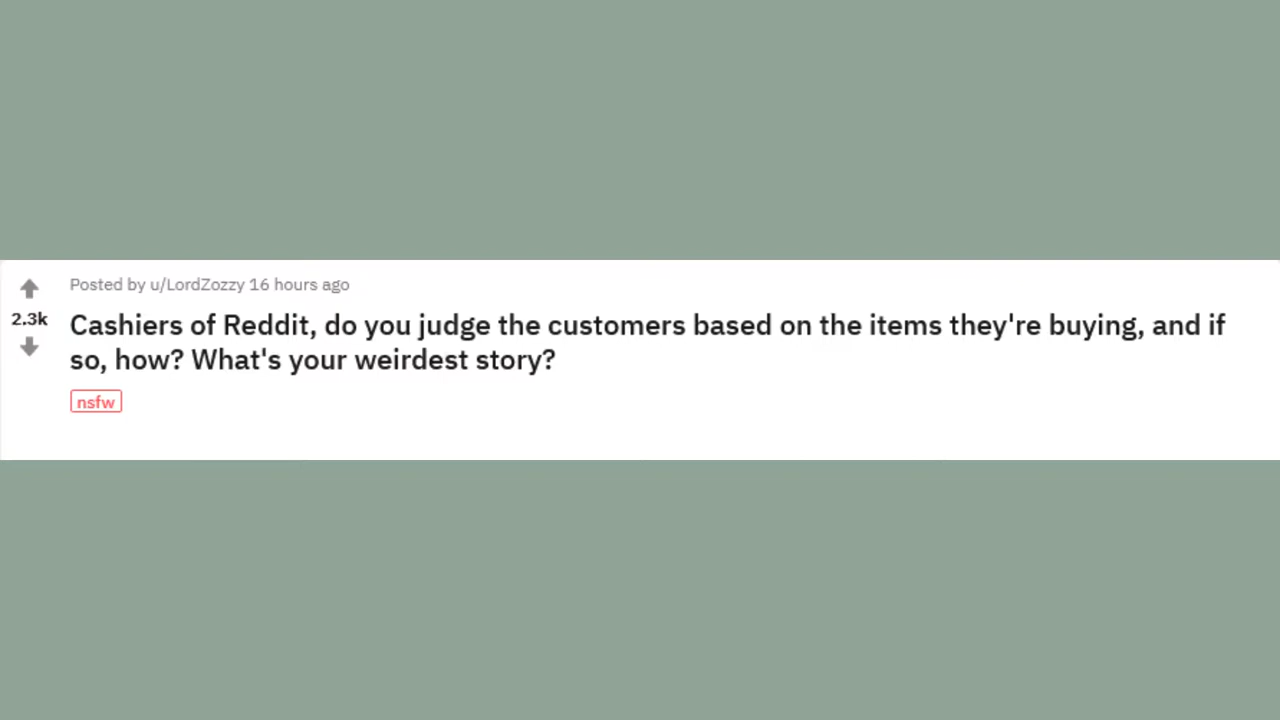 Posted by u/LordZozzy 16 hours ago
2.3k
Cashiers of Reddit, do you judge the customers based on the items they're buying, and if
so, how? What's your weirdest story?
nsfw